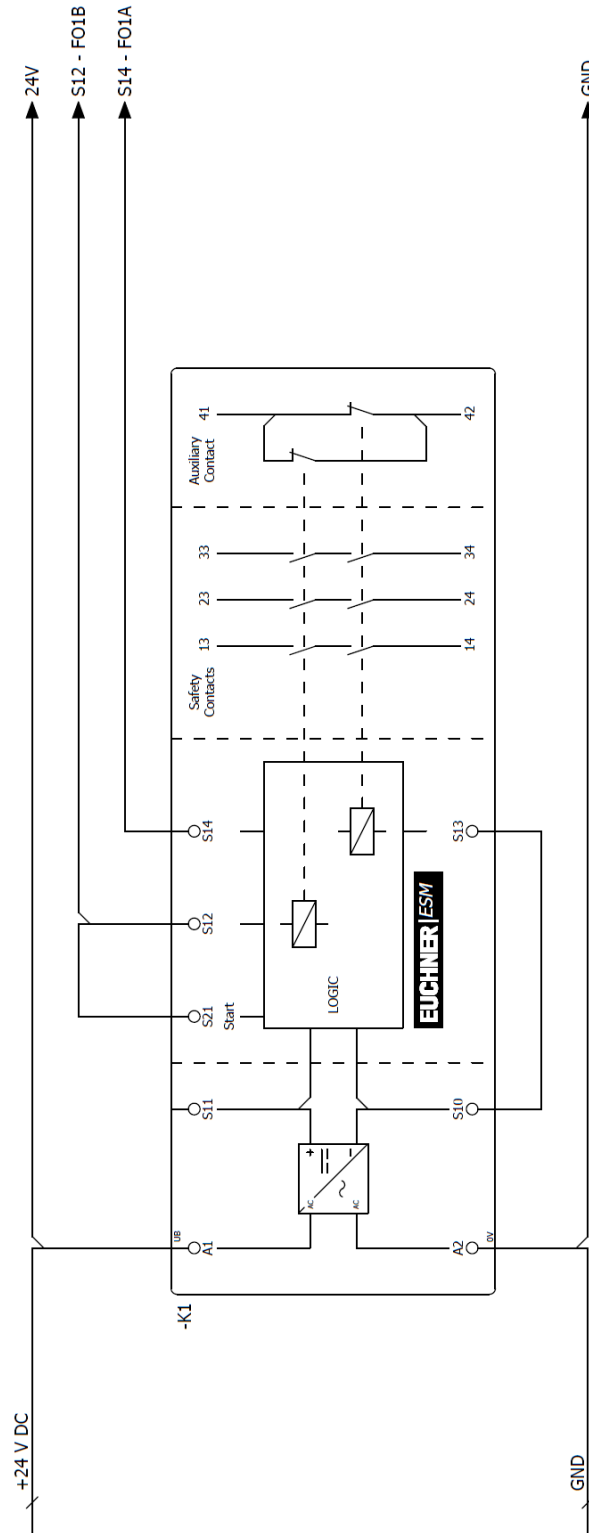 24V
S12 - FO1B
S14 - FO1A
GND
41
Auxiliary
Contact
42
33
34
23
24
13
14
Safety
Contacts
S14
S13
S12
S21
Start
LOGIC
EUCHNER ESM
S11
S10
+
-
AC
AC
UB
A1
A2
0V
-K1
+24 V DC
GND